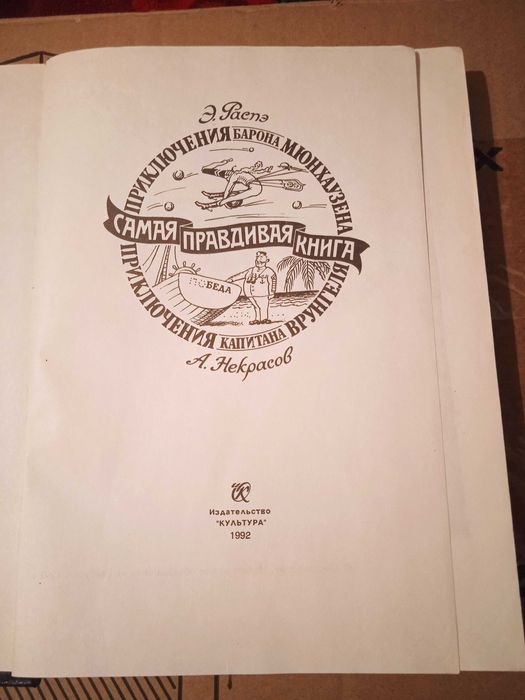 Э. Распэ
ПРИКЛЮЧЕНИЯ БАРОНА МЮНХАУЗЕНА
САМАЯ ПРАВДИВАЯ КНИГА
ПОБЕДА
ПРИКЛЮЧЕНИЯ КАПИТАНА ВРУНГЕЛЯ
А. Некрасов
Издательство
"КУЛЬТУРА"
1992